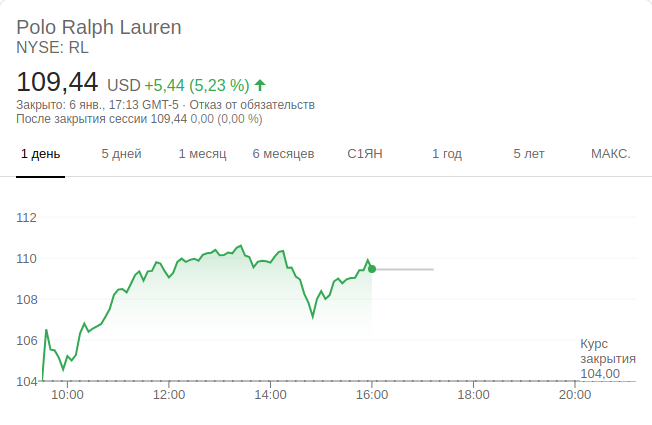 Polo Ralph Lauren
NYSE: RL
109,44 USD +5,44 (5,23 %)
Закрыто: 6 янв., 17:13 GMT-5 · Отказ от обязательств
После закрытия сессии 109,44 0,00 (0,00 %)
1 день 5 дней 1 месяц 6 месяцев С1ЯН 1 год 5 лет МАКС.
112
110
108
106
Курс
закрытия
104,00
104
10:00 12:00 14:00 16:00 18:00 20:00